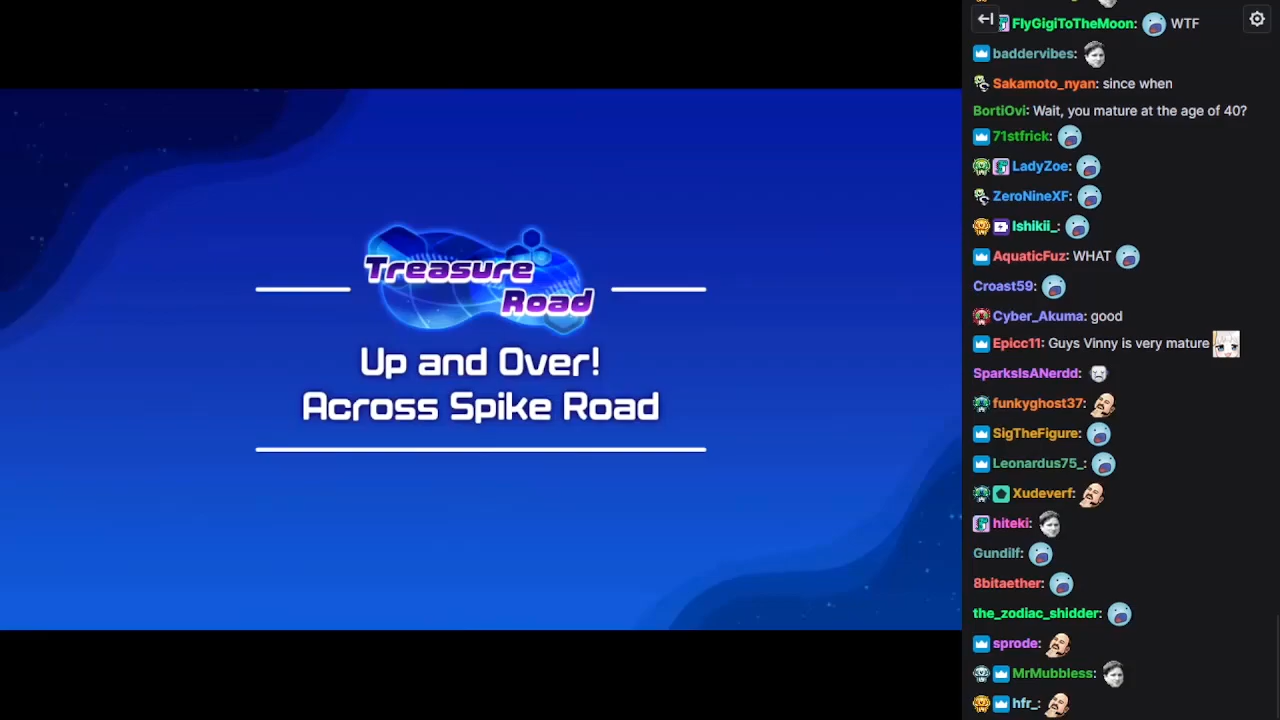 Treasure
Road
Up and Over!
Across Spike Road
FlyGigiToTheMoon: WTF
baddervibes:
Sakamoto_nyan: since when
BortiOvi: Wait, you mature at the age of 40?
71stfrick:
LadyZoe:
ZeroNineXF:
Ishikii_:
AquaticFuz: WHAT
Croast59:
Cyber_Akuma: good
Epicc11: Guys Vinny is very mature
SparksIsANerdd:
funkyghost37:
SigTheFigure:
Leonardus75_:
Xudeverf:
hiteki:
Gundilf:
8bitaether:
the_zodiac_shidder:
sprode:
MrMubbless:
hfr_: